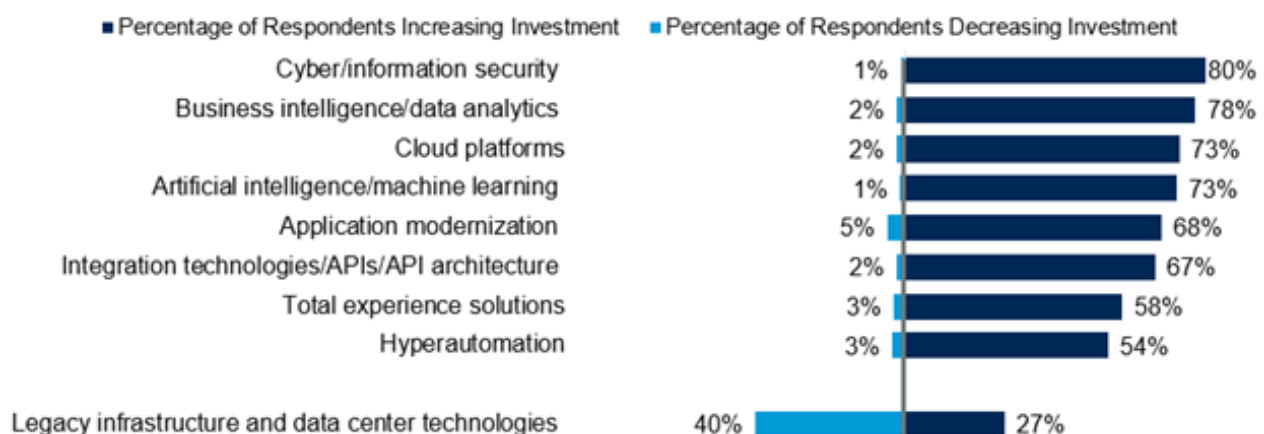 Percentage of Respondents Increasing Investment Percentage of Respondents Decreasing Investment
Cyber/information security 1% 80%
Business intelligence/data analytics 2% 78%
Cloud platforms 2% 73%
Artificial intelligence/machine learning 1% 73%
Application modernization 5% 68%
Integration technologies/APIs/API architecture 2% 67%
Total experience solutions 3% 58%
Hyperautomation 3% 54%
Legacy infrastructure and data center technologies 40% 27%